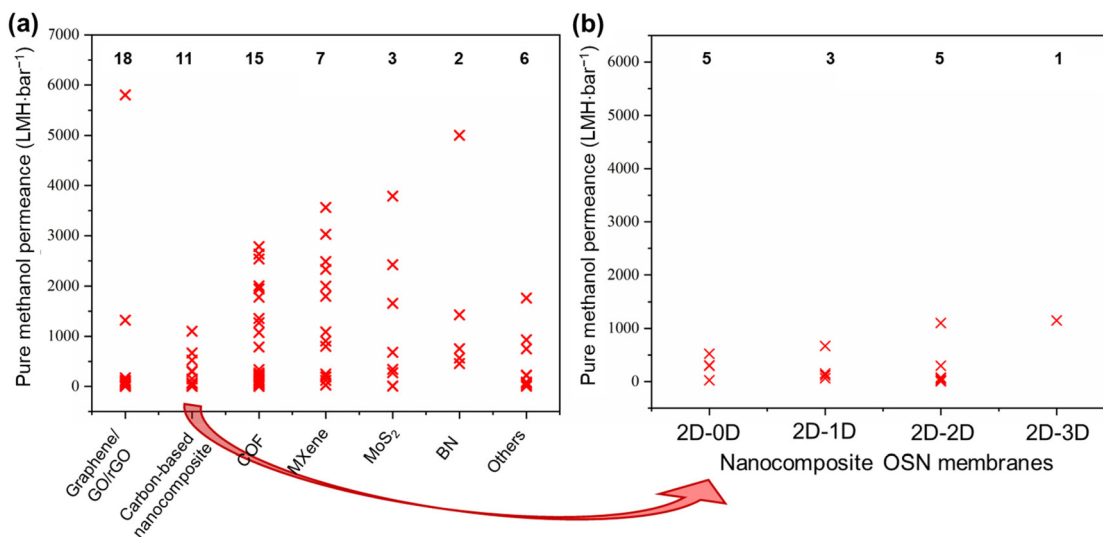 (a)
Pure methanol permeance (LMH·bar⁻¹)
7000
6000
5000
4000
3000
2000
1000
0
18 11 15 7 3 2 6
Graphene/
GO/rGO
Carbon-based
nanocomposite
COF
MXene
MoS₂
BN
Others
(b)
Pure methanol permeance (LMH·bar⁻¹)
6000
5000
4000
3000
2000
1000
0
5 3 5 1
2D-0D 2D-1D 2D-2D 2D-3D
Nanocomposite OSN membranes